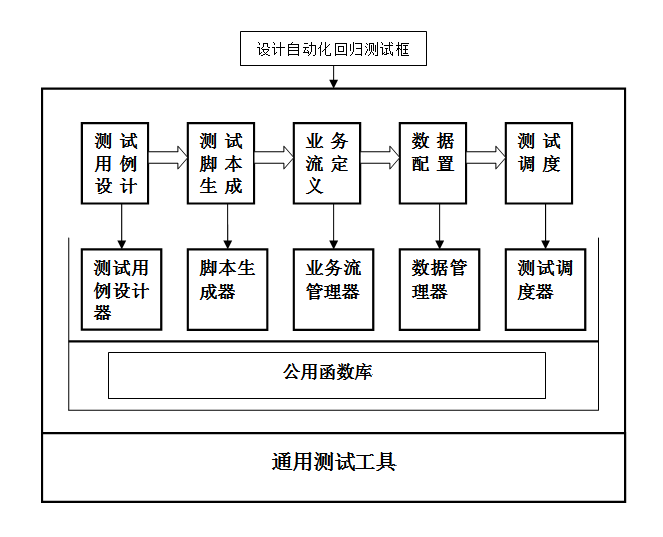 设计自动化回归测试框
测试
用例
设计
测试
脚本
生成
业务
流定
义
数据
配置
测试
调度
测试用
例设计
器
脚本生
成器
业务流
管理器
数据管
理器
测试调
度器
公用函数库
通用测试工具